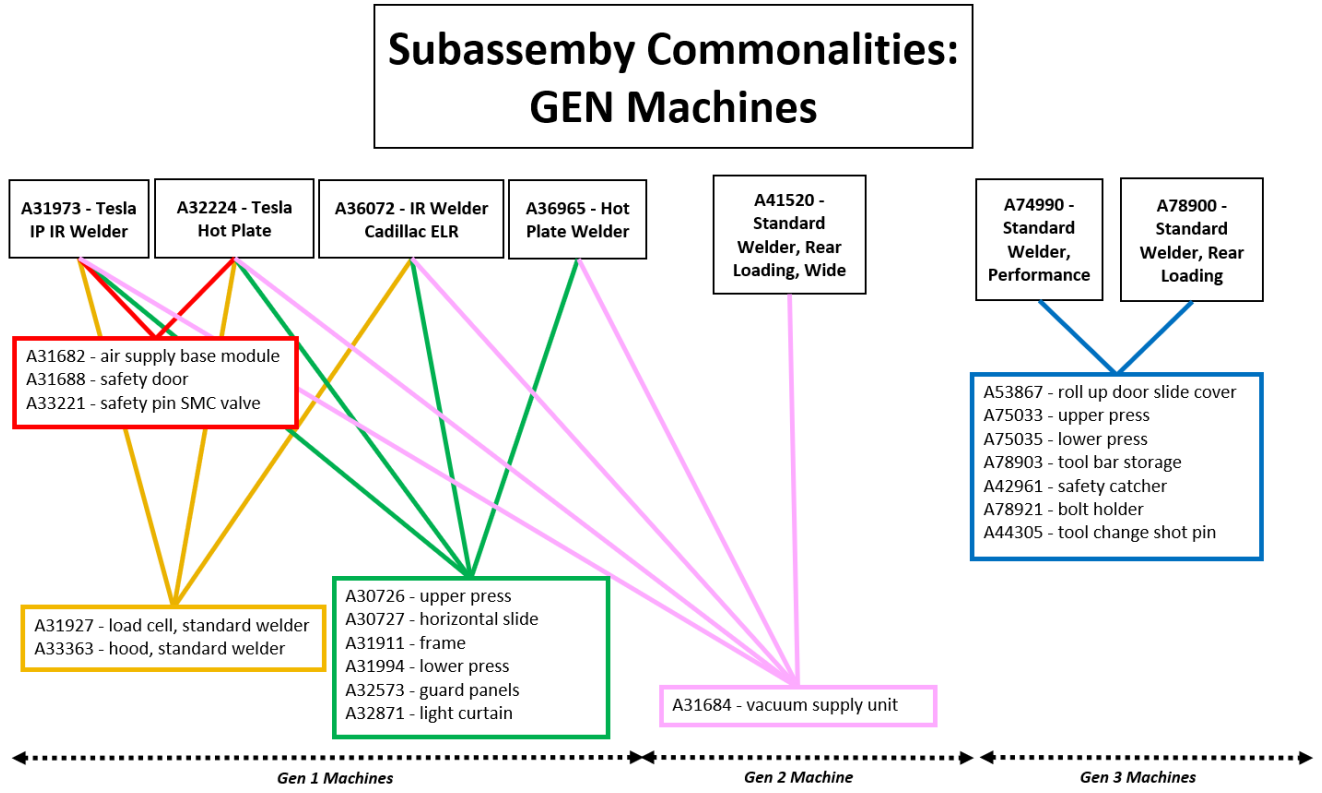 Subassemby Commonalities:
GEN Machines
A31973 - Tesla
IP IR Welder
A32224 - Tesla
Hot Plate
A36072 - IR Welder
Cadillac ELR
A36965 - Hot
Plate Welder
A41520 -
Standard
Welder, Rear
Loading, Wide
A74990 -
Standard
Welder,
Performance
A78900 -
Standard
Welder, Rear
Loading
A31682 - air supply base module
A31688 - safety door
A33221 - safety pin SMC valve
A53867 - roll up door slide cover
A75033 - upper press
A75035 - lower press
A78903 - tool bar storage
A42961 - safety catcher
A78921 - bolt holder
A44305 - tool change shot pin
A31927 - load cell, standard welder
A33363 - hood, standard welder
A30726 - upper press
A30727 - horizontal slide
A31911 - frame
A31994 - lower press
A32573 - guard panels
A32871 - light curtain
A31684 - vacuum supply unit
Gen 1 Machines
Gen 2 Machine
Gen 3 Machines